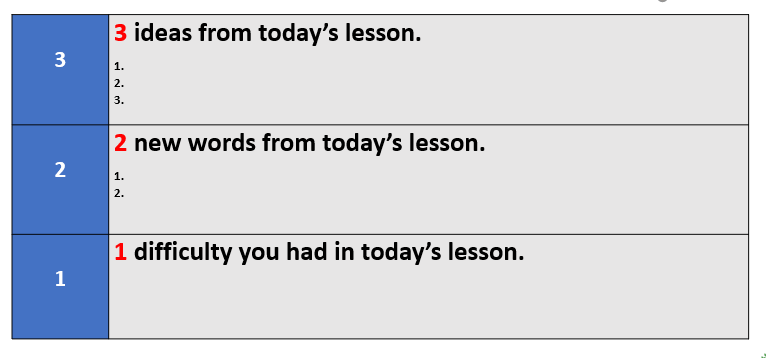 3
3 ideas from today’s lesson.
1.
2.
3.
2
2 new words from today’s lesson.
1.
2.
1
1 difficulty you had in today’s lesson.